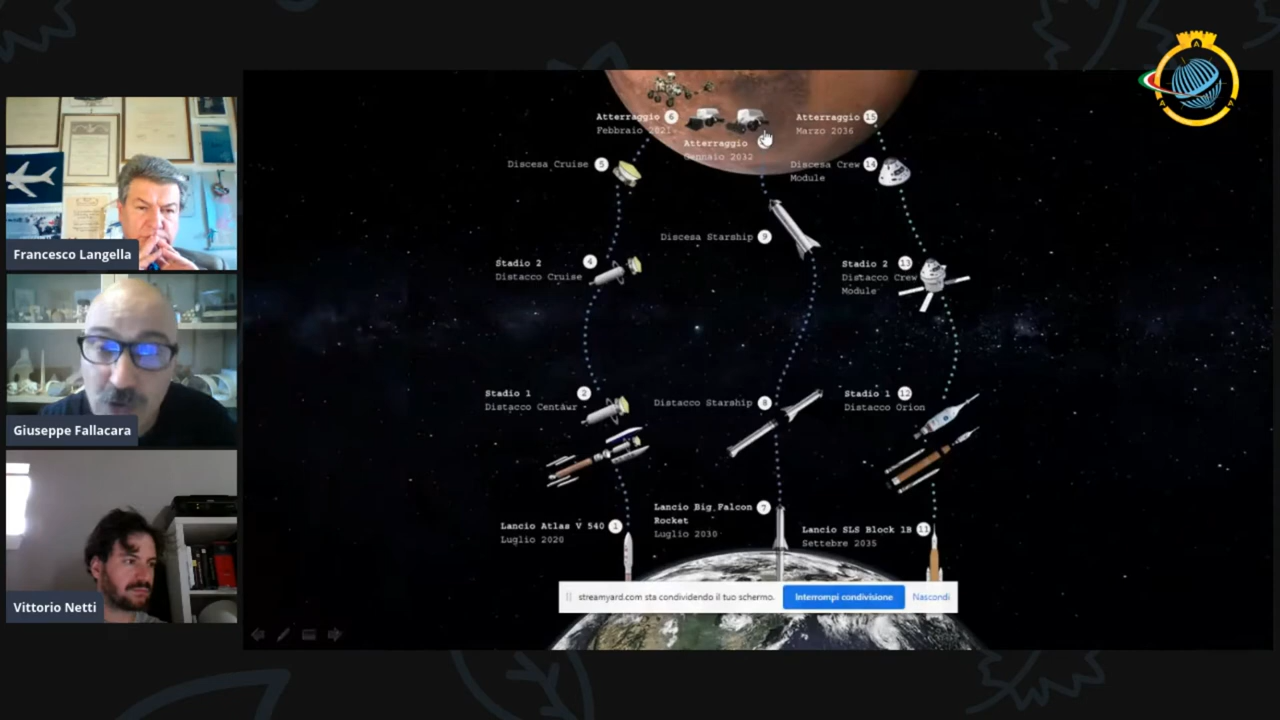 Francesco Langella
Giuseppe Fallacara
Vittorio Netti
Atterraggio 6
Febbraio 2021
Atterraggio
Gennaio 2032
Atterraggio 15
Marzo 2036
Discesa Cruise 5
Discesa Crew 14
Module
Discesa Starship 9
Stadio 2 4
Distacco Cruise
Stadio 2 13
Distacco Crew
Module
Stadio 1 2
Distacco Centaur
Distacco Starship 8
Stadio 1 12
Distacco Orion
Lancio Atlas V 540 1
Luglio 2020
Lancio Big Falcon 7
Rocket
Luglio 2030
Lancio SLS Block 1B 11
Settebre 2035
streamyard.com sta condividendo il tuo schermo.
Interrompi condivisione
Nascondi